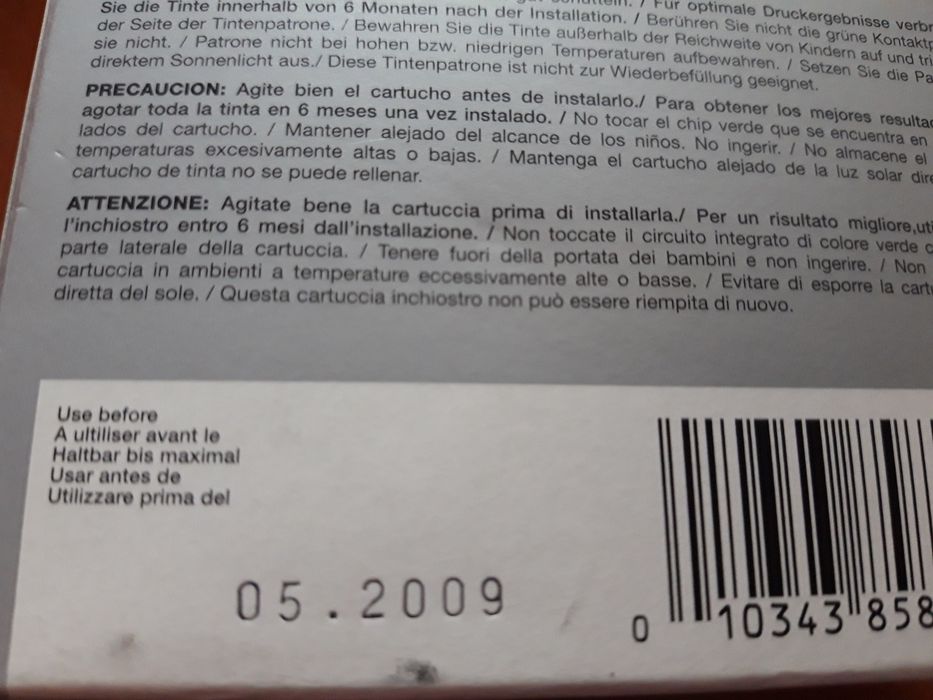 Sie die Tinte innerhalb von 6 Monaten nach der Installation. / Berühren Sie nicht die grüne
der Seite der Tintenpatrone. / Bewahren Sie die Tinte außerhalb der Reichweite von Kindern auf und
sie nicht. / Patrone nicht bei hohen bzw. niedrigen Temperaturen aufbewahren. / Setzen Sie die
direktem Sonnenlicht aus./ Diese Tintenpatrone ist nicht zur Wiederbefüllung geeignet.
/ Für optimale Druckergebnisse
PRECAUCION: Agite bien el cartucho antes de instalarlo./ Para obtener los mejores
agotar toda la tinta en 6 meses una vez instalado. / No tocar el chip verde que se encuentra en
lados del cartucho. / Mantener alejado del alcance de los niños. No ingerir. / No almacene el
temperaturas excesivamente altas o bajas. / Mantenga el cartucho alejado de la luz solar
cartucho de tinta no se puede rellenar.
ATTENZIONE: Agitate bene la cartuccia prima di installarla./ Per un risultato migliore,
l'inchiostro entro 6 mesi dall'installazione. / Non toccate il circuito integrato di colore verde
parte laterale della cartuccia. / Tenere fuori della portata dei bambini e non ingerire. / Non
cartuccia in ambienti a temperature eccessivamente alte o basse. / Evitare di esporre la
diretta del sole. / Questa cartuccia inchiostro non può essere riempita di nuovo.
Use before
A ultiliser avant le
Haltbar bis maximal
Usar antes de
Utilizzare prima del
05.2009
0 10343 858